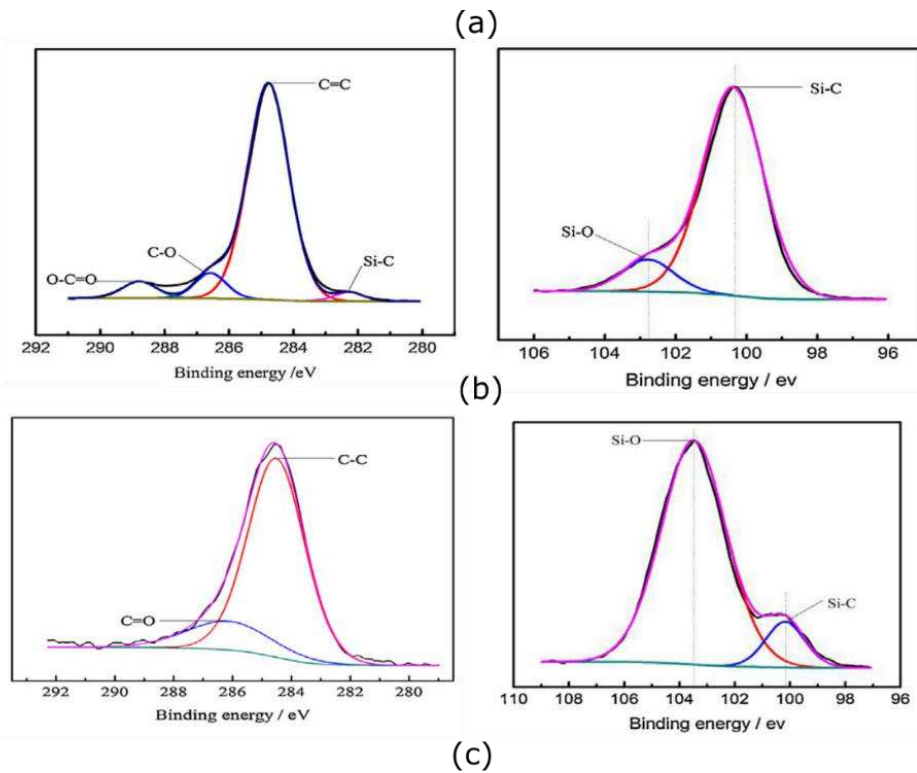 (a)
C=C
C-O
O-C=O
Si-C
292 290 288 286 284 282 280
Binding energy /eV
Si-C
Si-O
106 104 102 100 98 96
Binding energy / ev
(b)
C-C
C=O
292 290 288 286 284 282 280
Binding energy / eV
Si-O
Si-C
110 108 106 104 102 100 98 96
Binding energy / ev
(c)